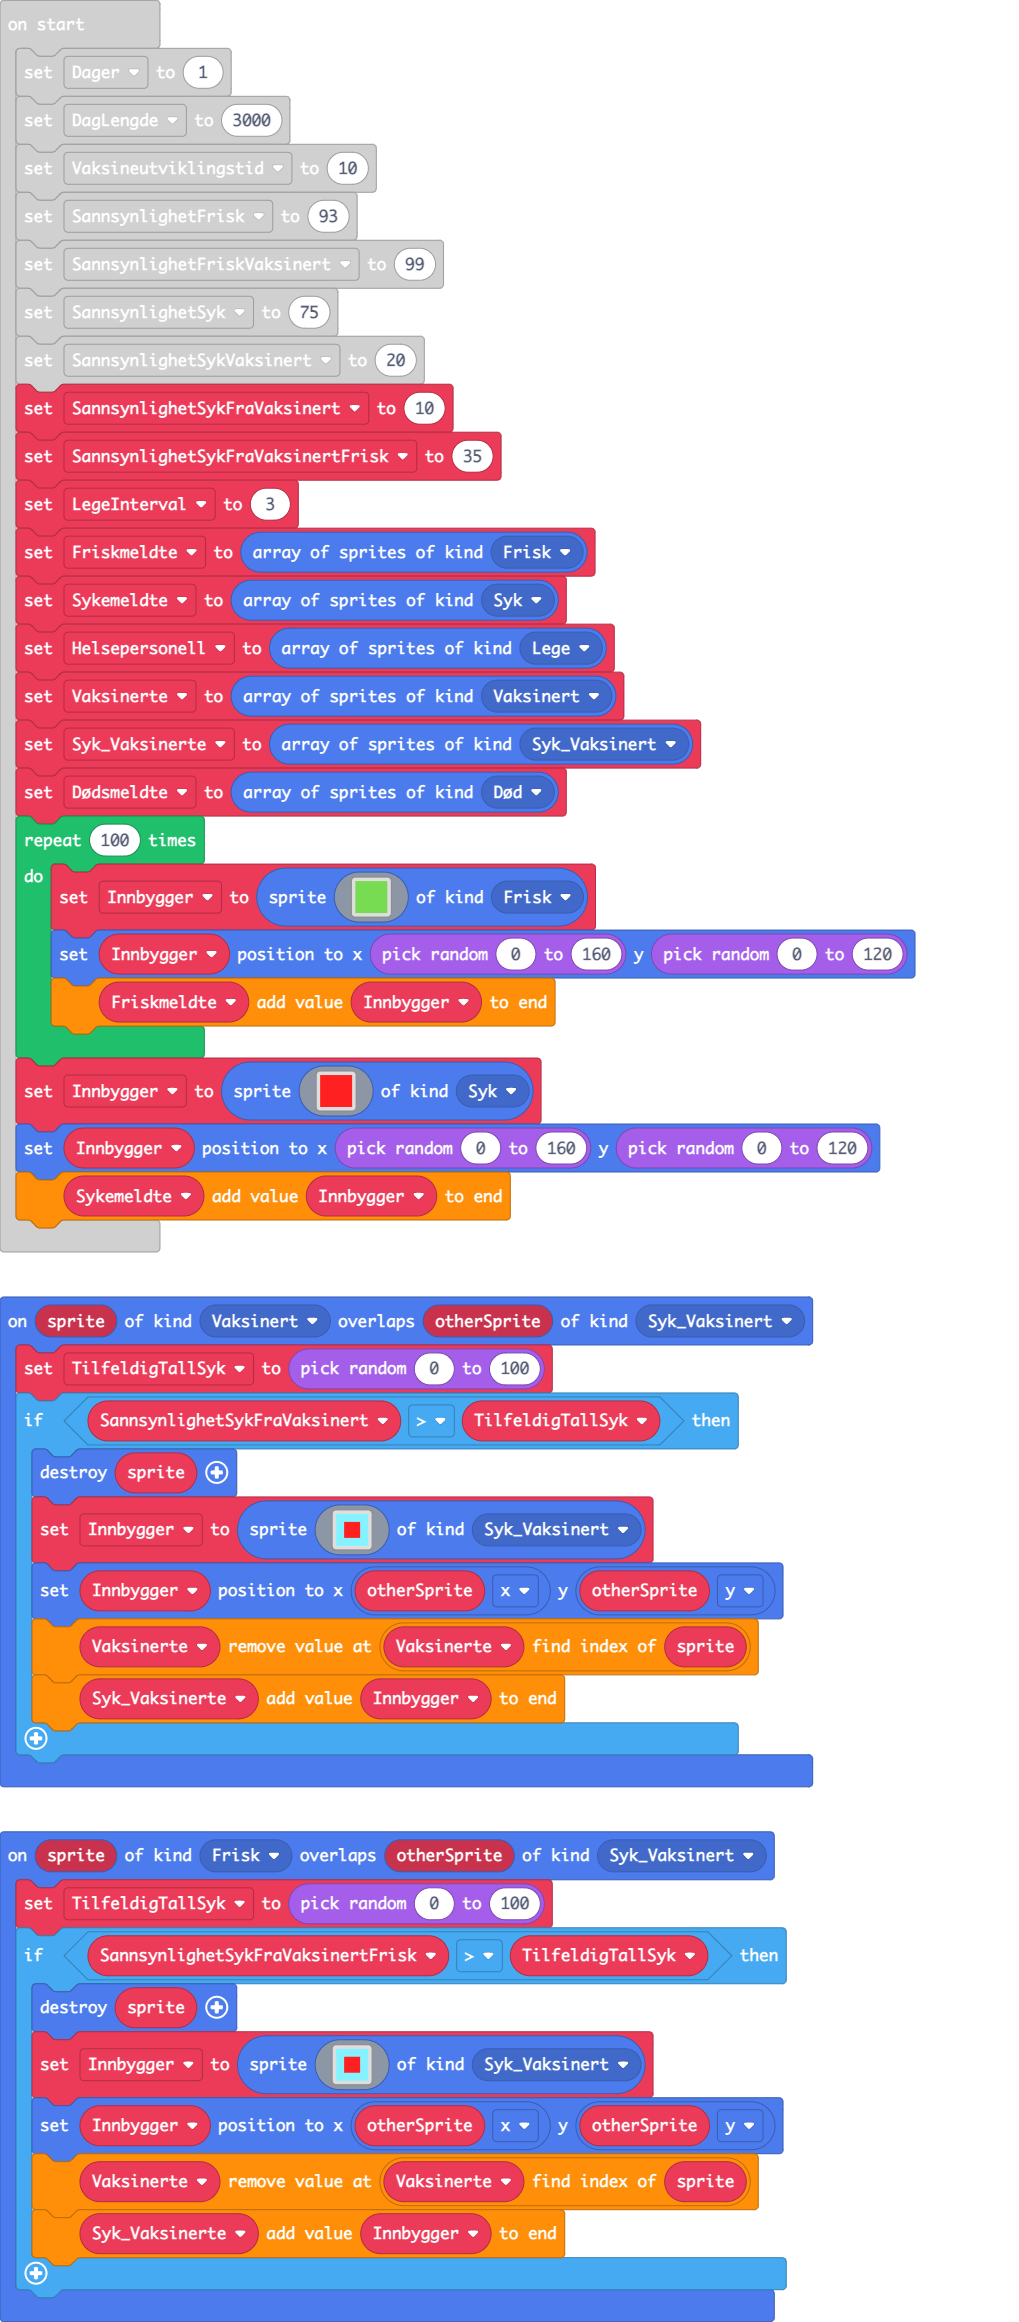 on start
set Dager to 1
set DagLengde to 3000
set Vaksineutviklingstid to 10
set SannsynlighetFrisk to 93
set SannsynlighetFriskVaksinert to 99
set SannsynlighetSyk to 75
set SannsynlighetSykVaksinert to 20
set SannsynlighetSykFraVaksinert to 10
set SannsynlighetSykFraVaksinertFrisk to 35
set LegeInterval to 3
set Friskmeldte to array of sprites of kind Frisk
set Sykemeldte to array of sprites of kind Syk
set Helsepersonell to array of sprites of kind Lege
set Vaksinerte to array of sprites of kind Vaksinert
set Syk_Vaksinerte to array of sprites of kind Syk_Vaksinert
set Dødsmeldte to array of sprites of kind Død
repeat 100 times
do
set Innbygger to sprite of kind Frisk
set Innbygger position to x pick random 0 to 160 y pick random 0 to 120
Friskmeldte add value Innbygger to end
set Innbygger to sprite of kind Syk
set Innbygger position to x pick random 0 to 160 y pick random 0 to 120
Sykemeldte add value Innbygger to end
on sprite of kind Vaksinert overlaps otherSprite of kind Syk_Vaksinert
set TilfeldigTallSyk to pick random 0 to 100
if SannsynlighetSykFraVaksinert > TilfeldigTallSyk then
destroy sprite
set Innbygger to sprite of kind Syk_Vaksinert
set Innbygger position to x otherSprite x y otherSprite y
Vaksinerte remove value at Vaksinerte find index of sprite
Syk_Vaksinerte add value Innbygger to end
on sprite of kind Frisk overlaps otherSprite of kind Syk_Vaksinert
set TilfeldigTallSyk to pick random 0 to 100
if SannsynlighetSykFraVaksinertFrisk > TilfeldigTallSyk then
destroy sprite
set Innbygger to sprite of kind Syk_Vaksinert
set Innbygger position to x otherSprite x y otherSprite y
Vaksinerte remove value at Vaksinerte find index of sprite
Syk_Vaksinerte add value Innbygger to end